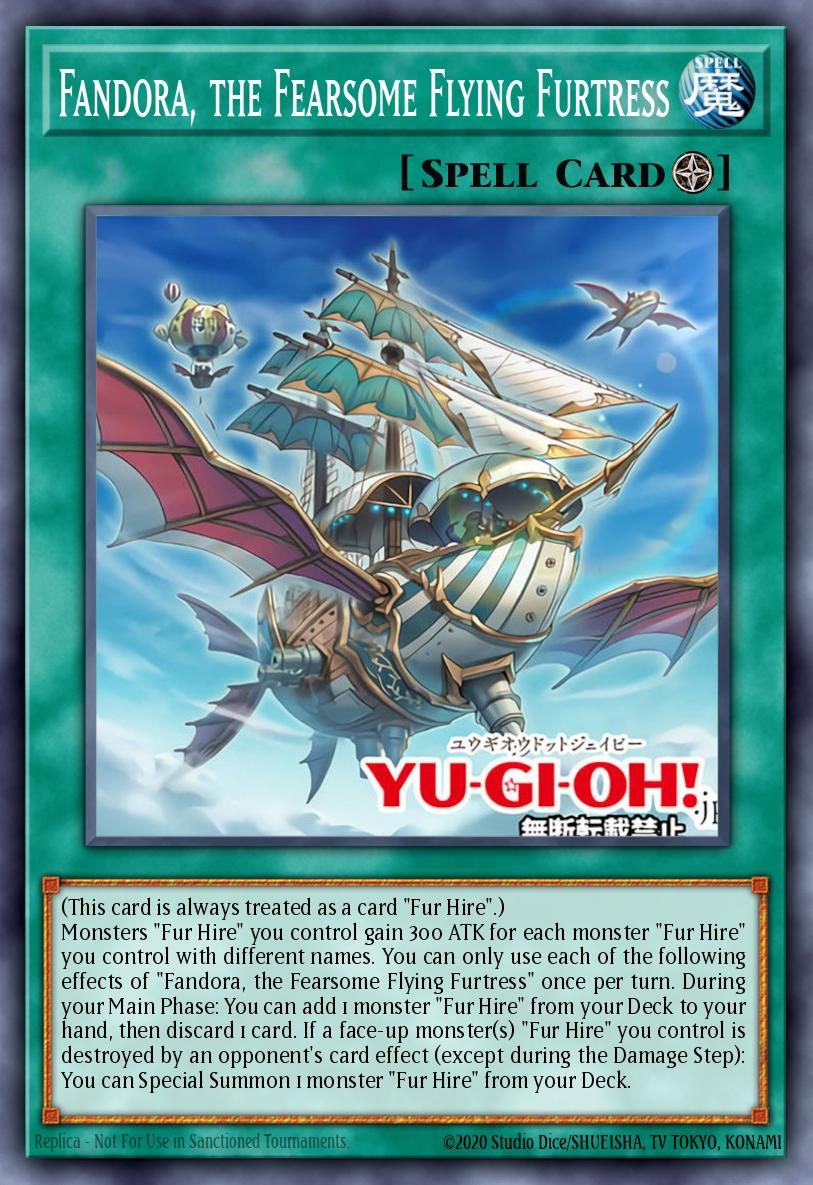 Fandora, the Fearsome Flying Furtress
SPELL
魔
[Spell Card]
ユウギオウドットジェイピー
YU-GI-OH!
.jp
無断転載禁止
(This card is always treated as a card "Fur Hire".)
Monsters "Fur Hire" you control gain 300 ATK for each monster "Fur Hire"
you control with different names. You can only use each of the following
effects of "Fandora, the Fearsome Flying Furtress" once per turn. During
your Main Phase: You can add 1 monster "Fur Hire" from your Deck to your
hand, then discard 1 card. If a face-up monster(s) "Fur Hire" you control is
destroyed by an opponent's card effect (except during the Damage Step):
You can Special Summon 1 monster "Fur Hire" from your Deck.
Replica - Not For Use in Sanctioned Tournaments.
©2020 Studio Dice/SHUEISHA, TV TOKYO, KONAMI